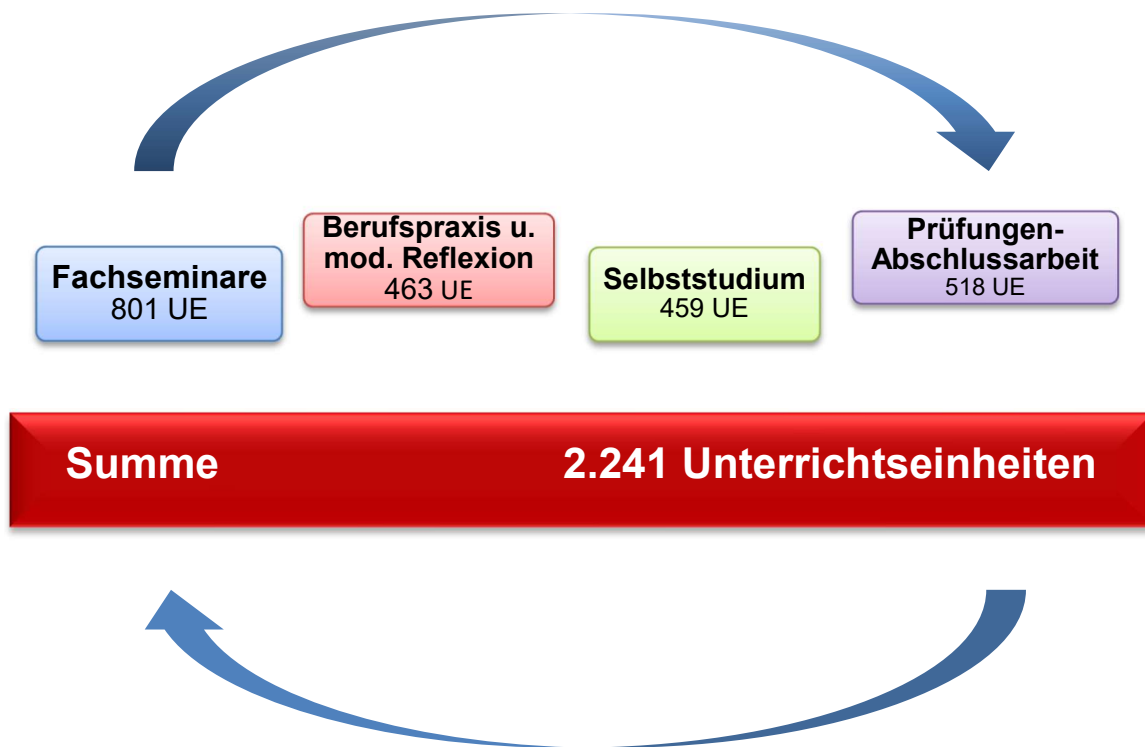 Fachseminare
801 UE
Berufspraxis u.
mod. Reflexion
463 UE
Selbststudium
459 UE
Prüfungen-
Abschlussarbeit
518 UE
Summe 2.241 Unterrichtseinheiten